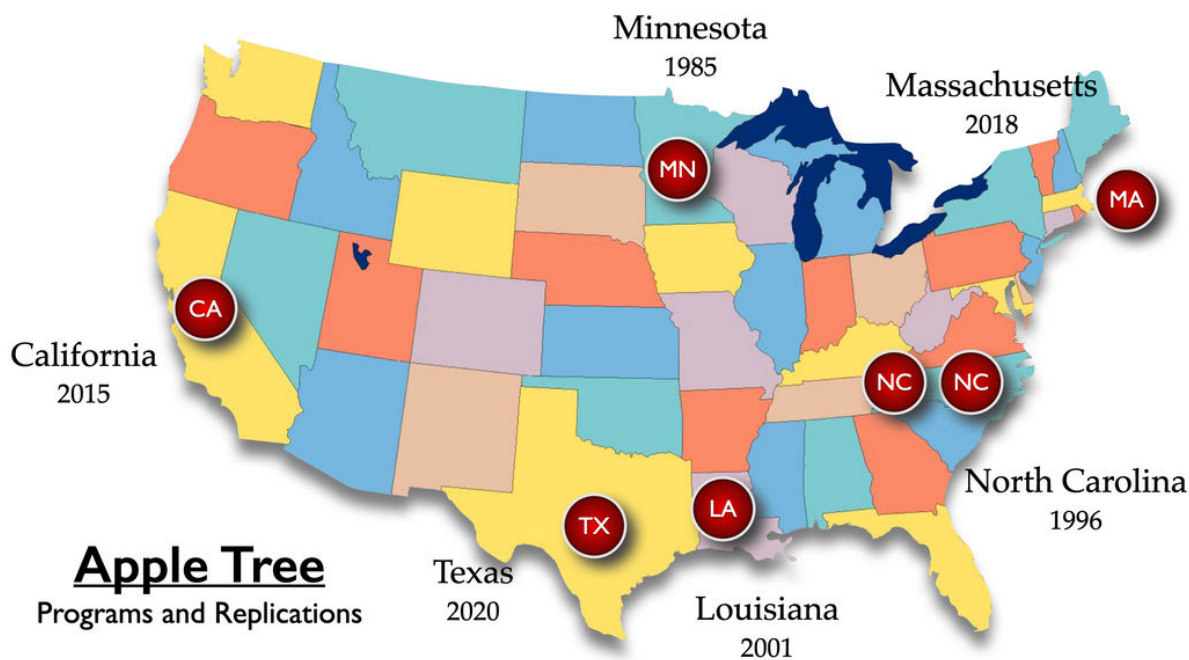 Minnesota
1985
Massachusetts
2018
MN
MA
CA
California
2015
NC
NC
North Carolina
1996
LA
TX
Apple Tree
Programs and Replications
Texas
2020
Louisiana
2001